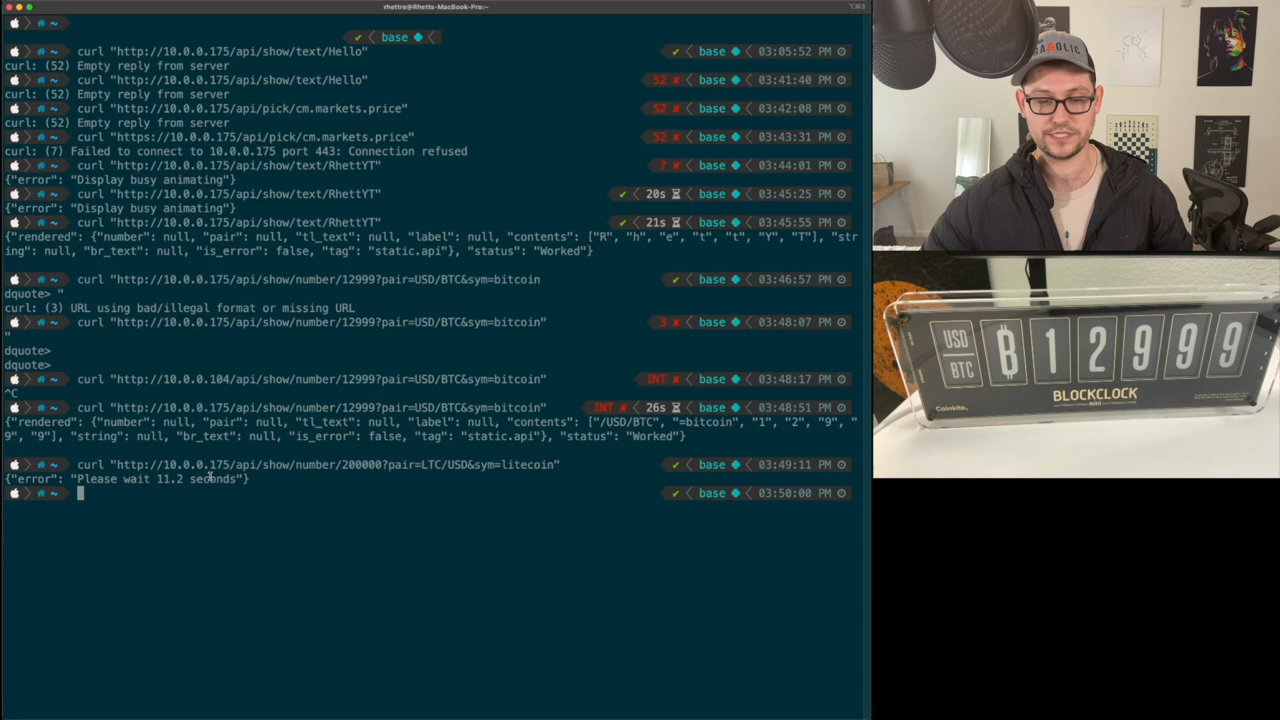 rhettre@Rhetts-MacBook-Pro:~
⌥⌘3
~
✔ base
~ curl "http://10.0.0.175/api/show/text/Hello" ✔ base 03:05:52 PM
curl: (52) Empty reply from server
~ curl "http://10.0.0.175/api/show/text/Hello" 52 ✘ base 03:41:40 PM
curl: (52) Empty reply from server
~ curl "http://10.0.0.175/api/pick/cm.markets.price" 52 ✘ base 03:42:08 PM
curl: (52) Empty reply from server
~ curl "https://10.0.0.175/api/pick/cm.markets.price" 52 ✘ base 03:43:31 PM
curl: (7) Failed to connect to 10.0.0.175 port 443: Connection refused
~ curl "http://10.0.0.175/api/show/text/RhettYT" 7 ✘ base 03:44:01 PM
{"error": "Display busy animating"}
~ curl "http://10.0.0.175/api/show/text/RhettYT" ✔ 20s base 03:45:25 PM
{"error": "Display busy animating"}
~ curl "http://10.0.0.175/api/show/text/RhettYT" ✔ 21s base 03:45:55 PM
{"rendered": {"number": null, "pair": null, "tl_text": null, "label": null, "contents": ["R", "h", "e", "t", "t", "Y", "T"], "str
ing": null, "br_text": null, "is_error": false, "tag": "static.api"}, "status": "Worked"}
~ curl "http://10.0.0.175/api/show/number/12999?pair=USD/BTC&sym=bitcoin ✔ base 03:46:57 PM
dquote> "
curl: (3) URL using bad/illegal format or missing URL
~ curl "http://10.0.0.175/api/show/number/12999?pair=USD/BTC&sym=bitcoin" 3 ✘ base 03:48:07 PM
"
dquote>
dquote>
~ curl "http://10.0.0.104/api/show/number/12999?pair=USD/BTC&sym=bitcoin" INT ✘ base 03:48:17 PM
^C
~ curl "http://10.0.0.175/api/show/number/12999?pair=USD/BTC&sym=bitcoin" INT ✘ 26s base 03:48:51 PM
{"rendered": {"number": null, "pair": null, "tl_text": null, "label": null, "contents": ["/USD/BTC", "=bitcoin", "1", "2", "9", "
9", "9"], "string": null, "br_text": null, "is_error": false, "tag": "static.api"}, "status": "Worked"}
~ curl "http://10.0.0.175/api/show/number/200000?pair=LTC/USD&sym=litecoin" ✔ base 03:49:11 PM
{"error": "Please wait 11.2 seconds"}
~ ✔ base 03:50:00 PM
USD
BTC
₿ 1 2 9 9 9
BLOCKCLOCK
mini
Coinkite